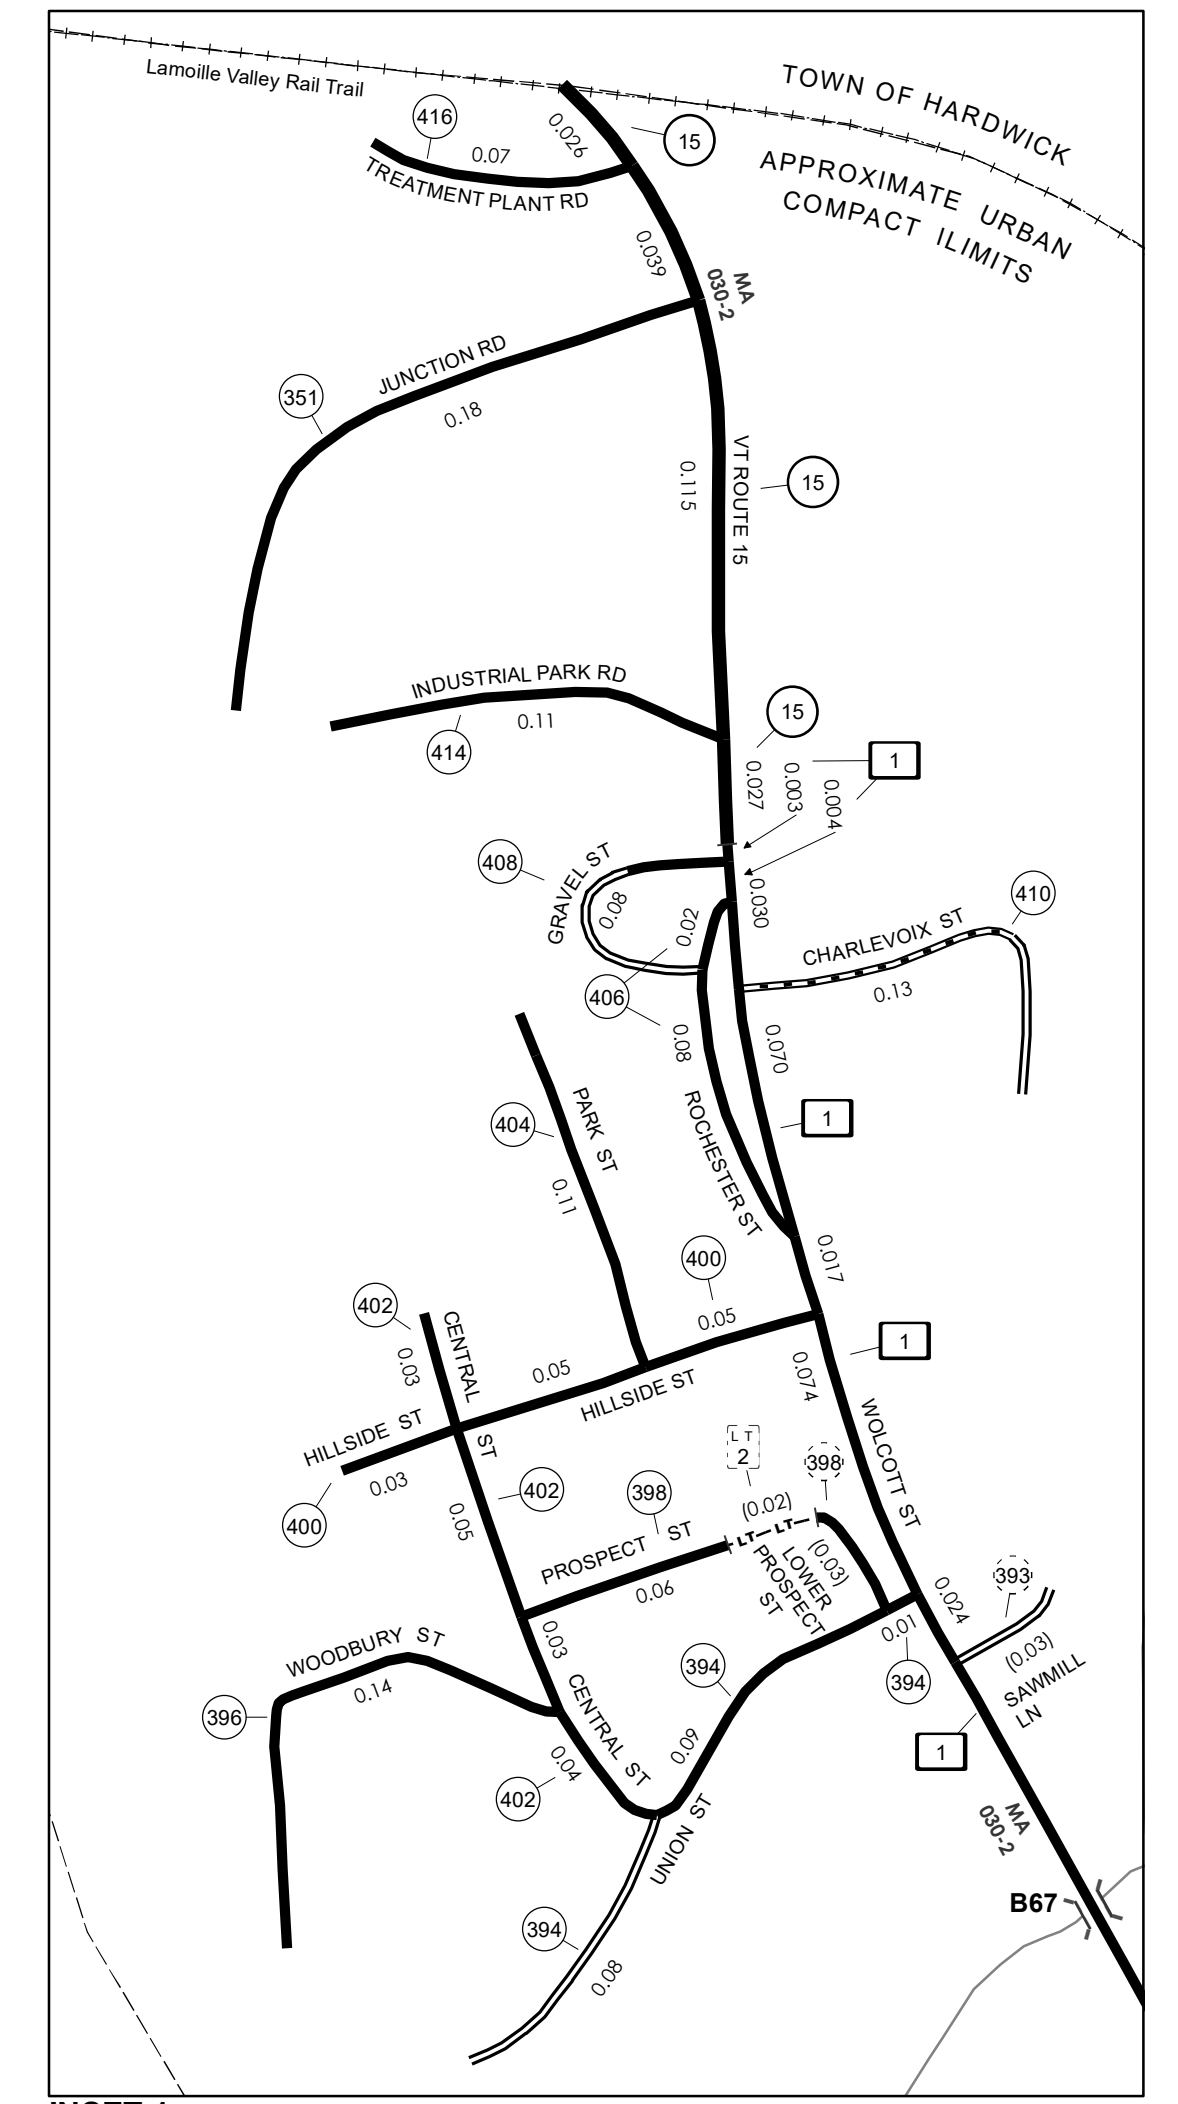 Lamoille Valley Rail Trail
TOWN OF HARDWICK
APPROXIMATE URBAN
COMPACT ILIMITS
416
0.07
TREATMENT PLANT RD
0.026
15
0.039
MA
030-2
JUNCTION RD
351
0.18
VT ROUTE 15
0.115
15
INDUSTRIAL PARK RD
0.11
414
15
0.027
0.003
0.004
1
408
GRAVEL ST
0.08
0.02
0.030
410
CHARLEVOIX ST
0.13
406
0.08
0.070
ROCHESTER ST
1
404
PARK ST
0.11
400
0.05
0.017
402
0.03
CENTRAL
ST
0.05
HILLSIDE ST
1
0.074
HILLSIDE ST
0.03
400
WOLCOTT ST
402
0.05
LT
2
398
398
(0.02)
PROSPECT ST
0.06
LT
LT
LOWER
PROSPECT
ST
(0.03)
0.03
0.024
393
(0.03)
SAWMILL
LN
0.01
394
WOODBURY ST
0.14
396
CENTRAL ST
394
0.09
0.04
402
UNION ST
1
MA
030-2
B67
394
0.08